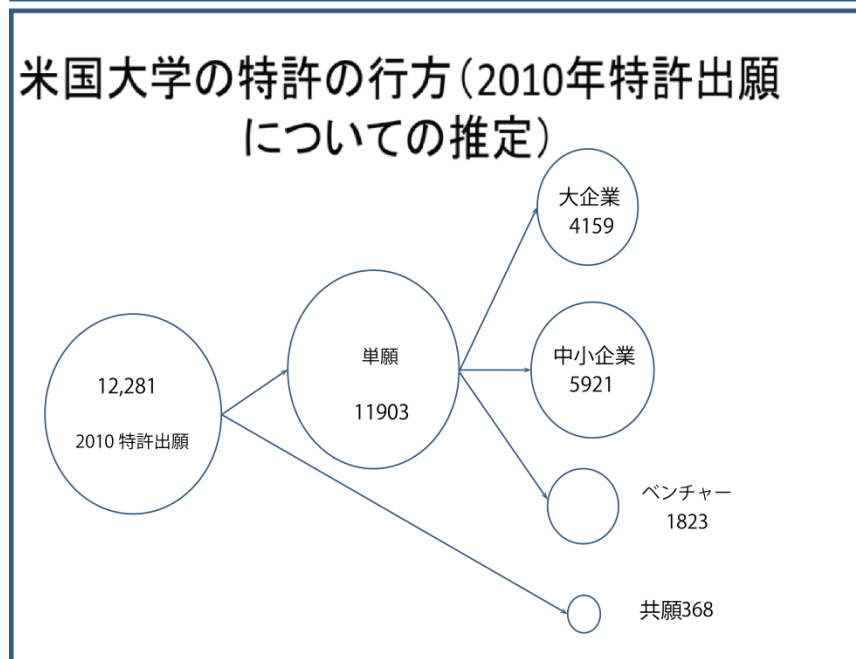 米国大学の特許の行方(2010年特許出願
についての推定)
大企業
4159
単願
11903
中小企業
5921
12,281
2010 特許出願
ベンチャー
1823
共願368